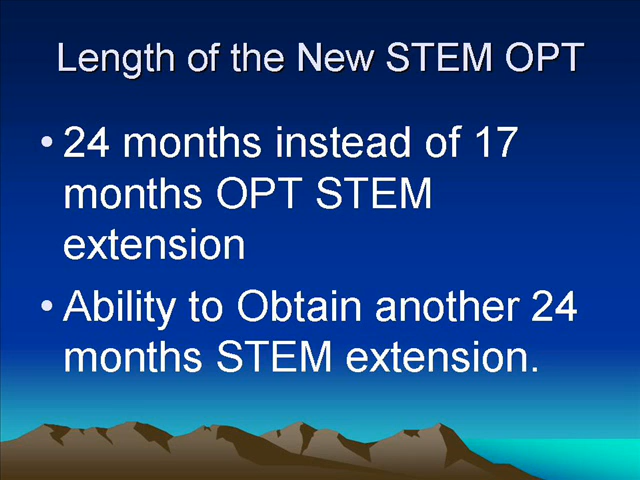 Length of the New STEM OPT
• 24 months instead of 17
months OPT STEM
extension
• Ability to Obtain another 24
months STEM extension.